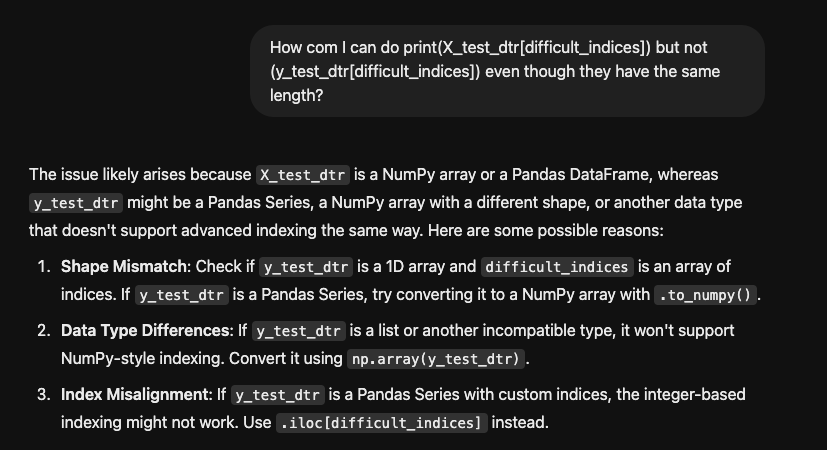 How com I can do print(X_test_dtr[difficult_indices]) but not
(y_test_dtr[difficult_indices]) even though they have the same
length?
The issue likely arises because X_test_dtr is a NumPy array or a Pandas DataFrame, whereas
y_test_dtr might be a Pandas Series, a NumPy array with a different shape, or another data type
that doesn't support advanced indexing the same way. Here are some possible reasons:
1. Shape Mismatch: Check if y_test_dtr is a 1D array and difficult_indices is an array of
indices. If y_test_dtr is a Pandas Series, try converting it to a NumPy array with .to_numpy() .
2. Data Type Differences: If y_test_dtr is a list or another incompatible type, it won't support
NumPy-style indexing. Convert it using np.array(y_test_dtr) .
3. Index Misalignment: If y_test_dtr is a Pandas Series with custom indices, the integer-based
indexing might not work. Use .iloc[difficult_indices] instead.